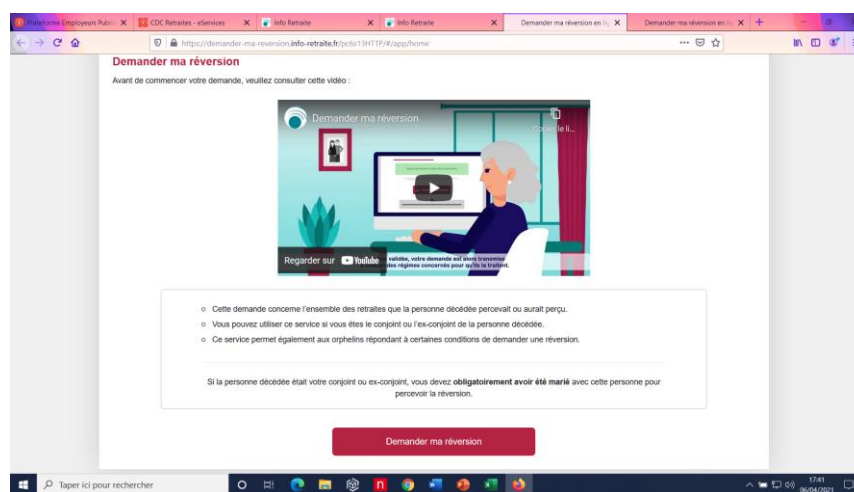 Plateforme Employeurs Public
CDC Retraites - eServices
Info Retraite
Info Retraite
Demander ma réversion en lig
Demander ma réversion en lig
https://demander-ma-reversion.info-retraite.fr/pc6s13HTTP/#/app/home
Demander ma réversion
Avant de commencer votre demande, veuillez consulter cette vidéo :
Demander ma réversion
Copier le li...
Regarder sur YouTube
validée, votre demande est alors transmise
des régimes concernés pour qu'ils le traitent.
Cette demande concerne l'ensemble des retraites que la personne décédée percevait ou aurait perçu.
Vous pouvez utiliser ce service si vous êtes le conjoint ou l'ex-conjoint de la personne décédée.
Ce service permet également aux orphelins répondant à certaines conditions de demander une réversion.
Si la personne décédée était votre conjoint ou ex-conjoint, vous devez obligatoirement avoir été marié avec cette personne pour
percevoir la réversion.
Demander ma réversion
Taper ici pour rechercher
17:41
06/04/2021